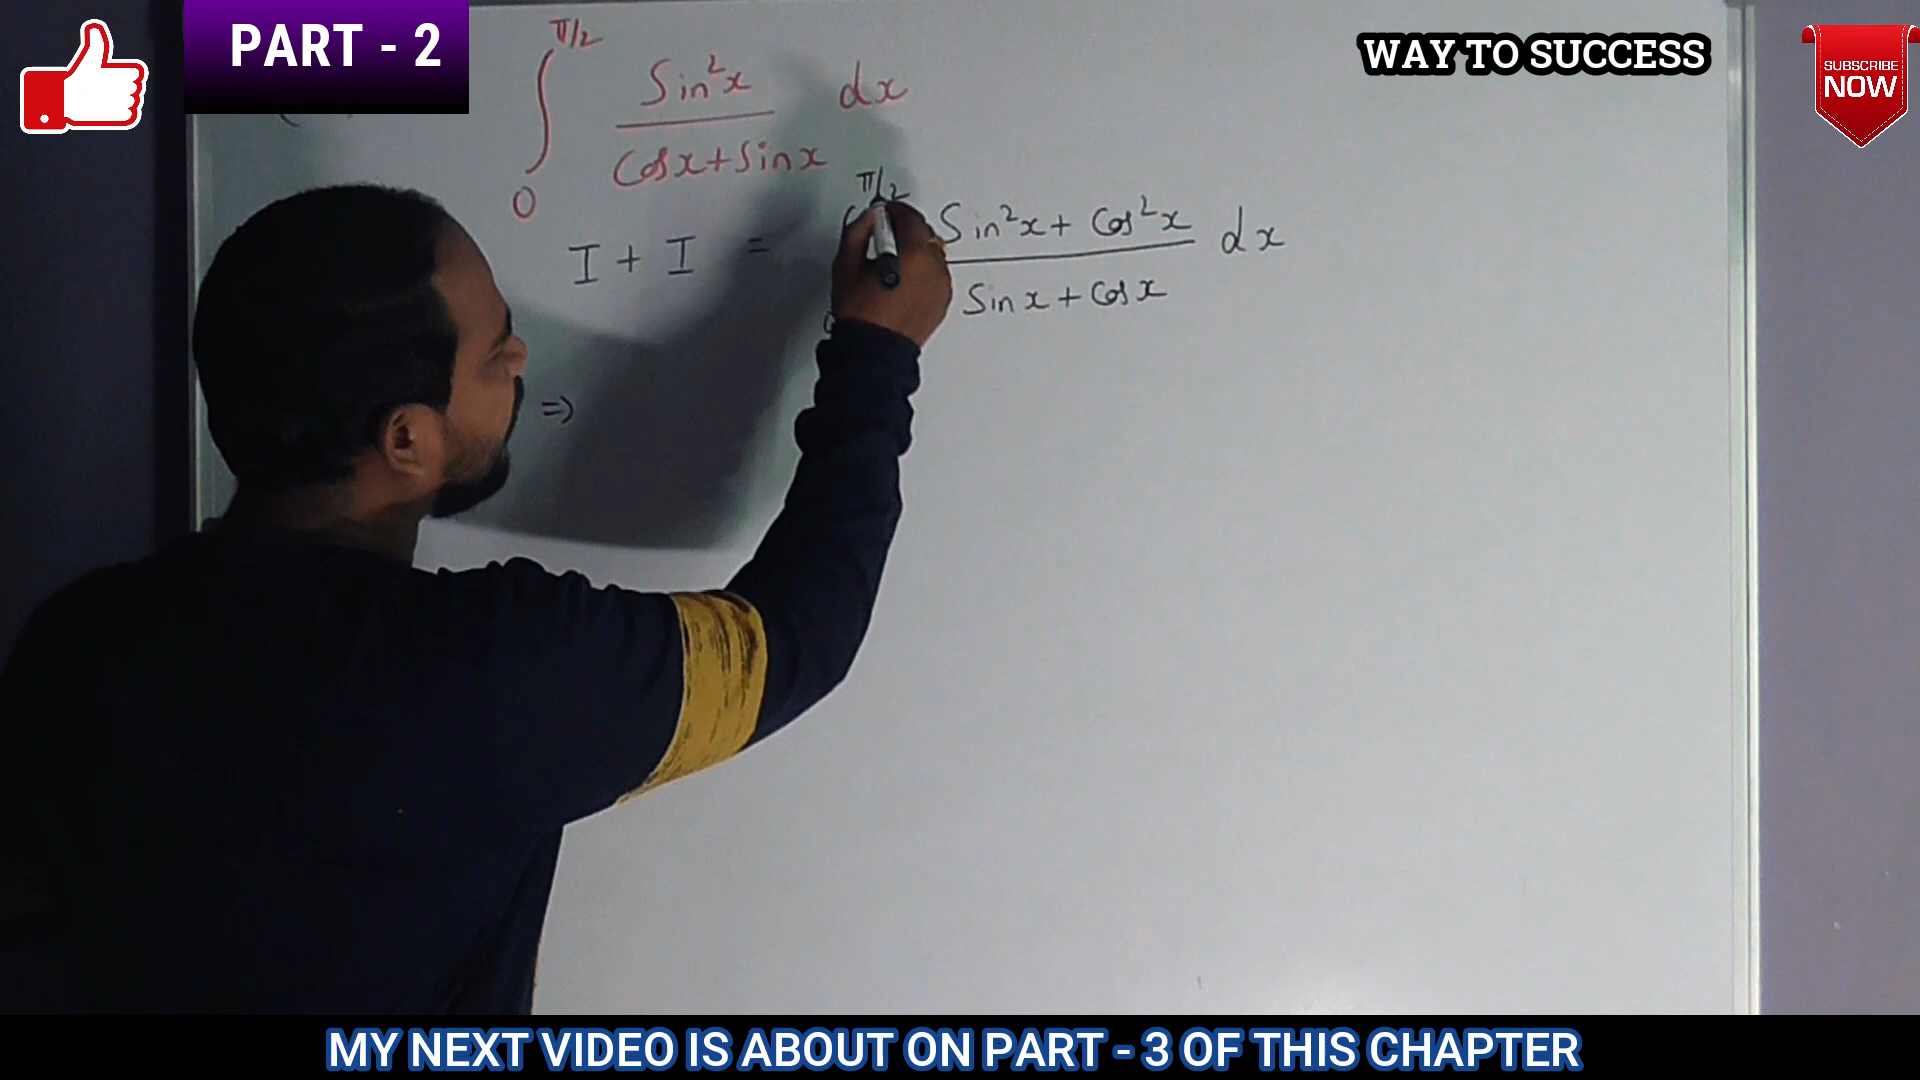 PART - 2
WAY TO SUCCESS
SUBSCRIBE
NOW
π/2
∫ Sin²x / Cosx+Sinx dx
0
π/2
I + I = Sin²x + Cos²x / Sinx + Cosx dx
⇒
MY NEXT VIDEO IS ABOUT ON PART - 3 OF THIS CHAPTER